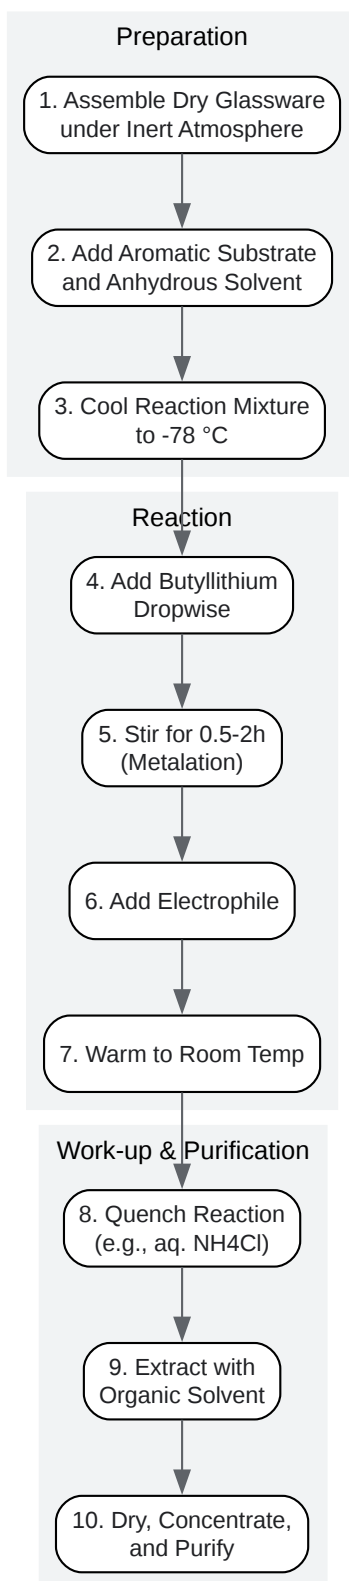 Preparation
1. Assemble Dry Glassware
under Inert Atmosphere
2. Add Aromatic Substrate
and Anhydrous Solvent
3. Cool Reaction Mixture
to -78 °C
Reaction
4. Add Butyllithium
Dropwise
5. Stir for 0.5-2h
(Metalation)
6. Add Electrophile
7. Warm to Room Temp
Work-up & Purification
8. Quench Reaction
(e.g., aq. NH4Cl)
9. Extract with
Organic Solvent
10. Dry, Concentrate,
and Purify